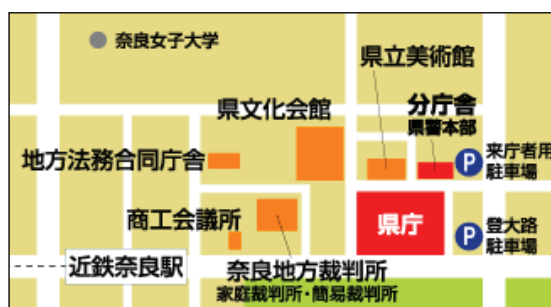 奈良女子大学
県立美術館
県文化会館
分庁舎
県警本部
地方法務合同庁舎
P
来庁者用
駐車場
商工会議所
県庁
P
登大路
駐車場
近鉄奈良駅
奈良地方裁判所
家庭裁判所・簡易裁判所